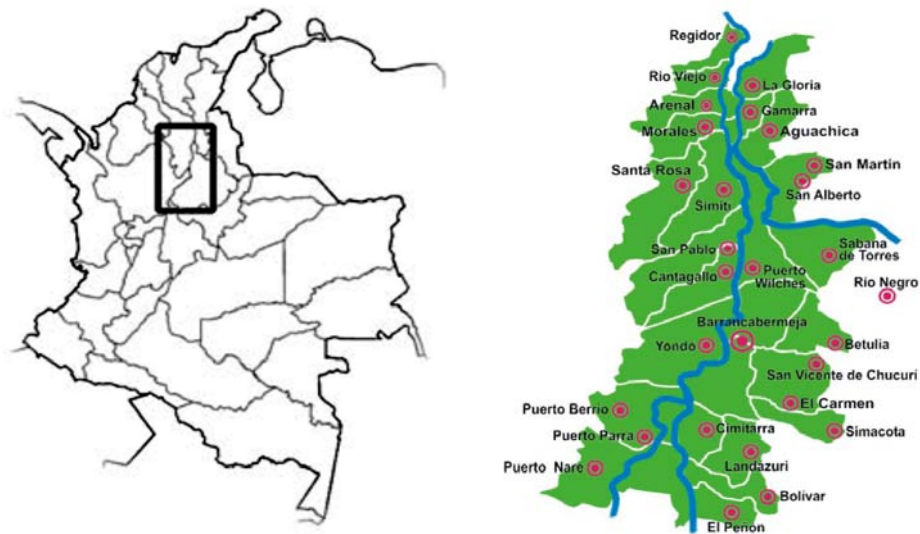 Regidor
Rio Viejo
La Gloria
Arenal
Gamarra
Morales
Aguachica
San Martin
Santa Rosa
San Alberto
Simiti
San Pablo
Sabana
de Torres
Cantagallo
Puerto
Wilches
Rio Negro
Barrancabermeja
Yondo
Betulia
San Vicente de Chucurí
El Carmen
Puerto Berrio
Cimitarra
Simacota
Puerto Parra
Landazuri
Puerto Nare
Bolívar
El Peñon